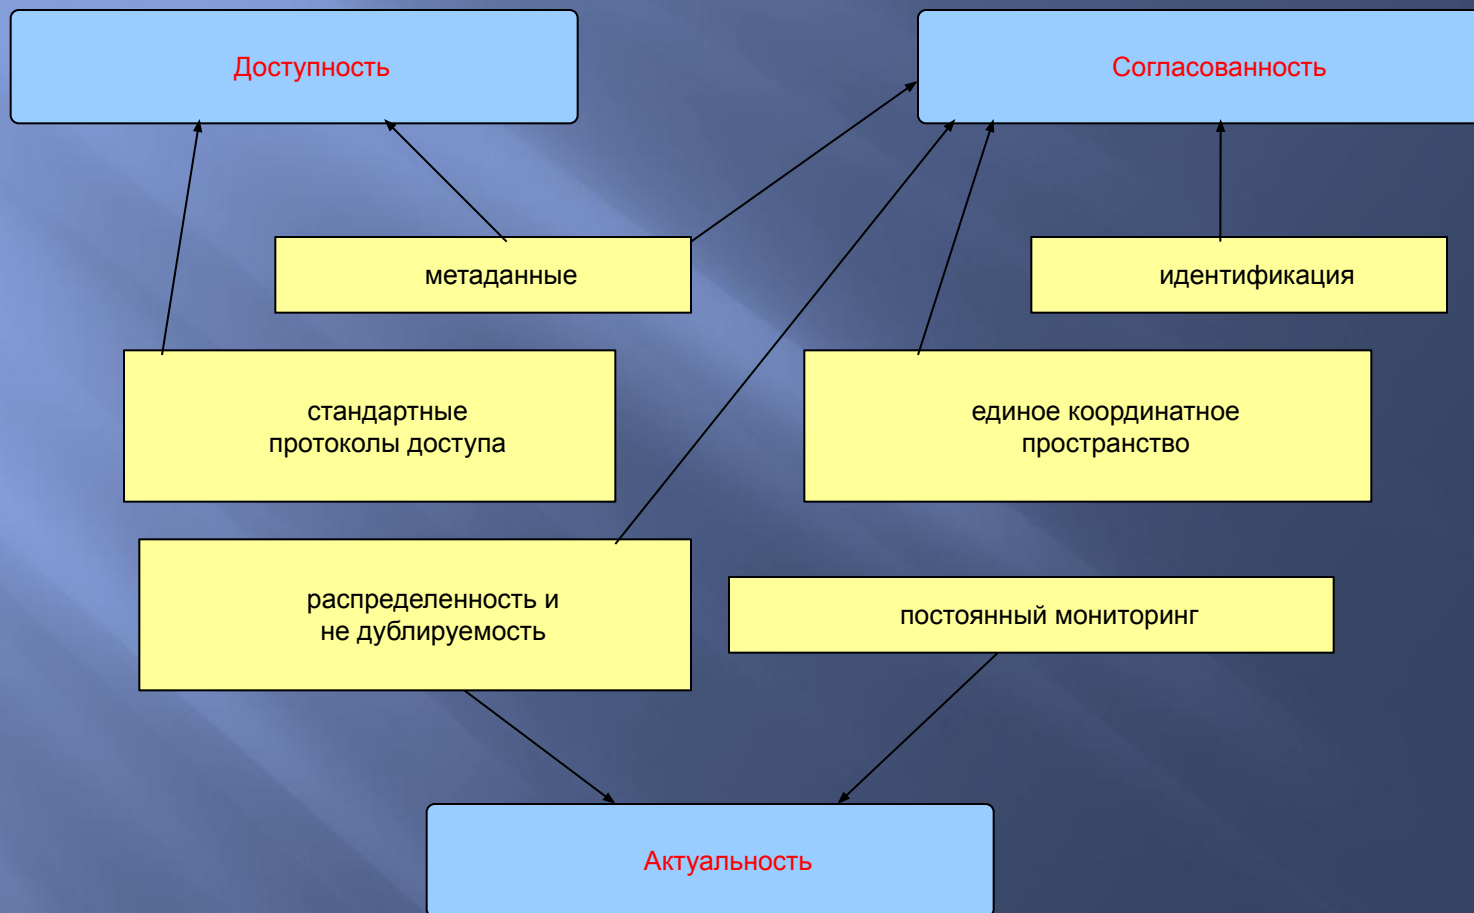 Доступность
Согласованность
метаданные
идентификация
стандартные
протоколы доступа
единое координатное
пространство
распределенность и
не дублируемость
постоянный мониторинг
Актуальность